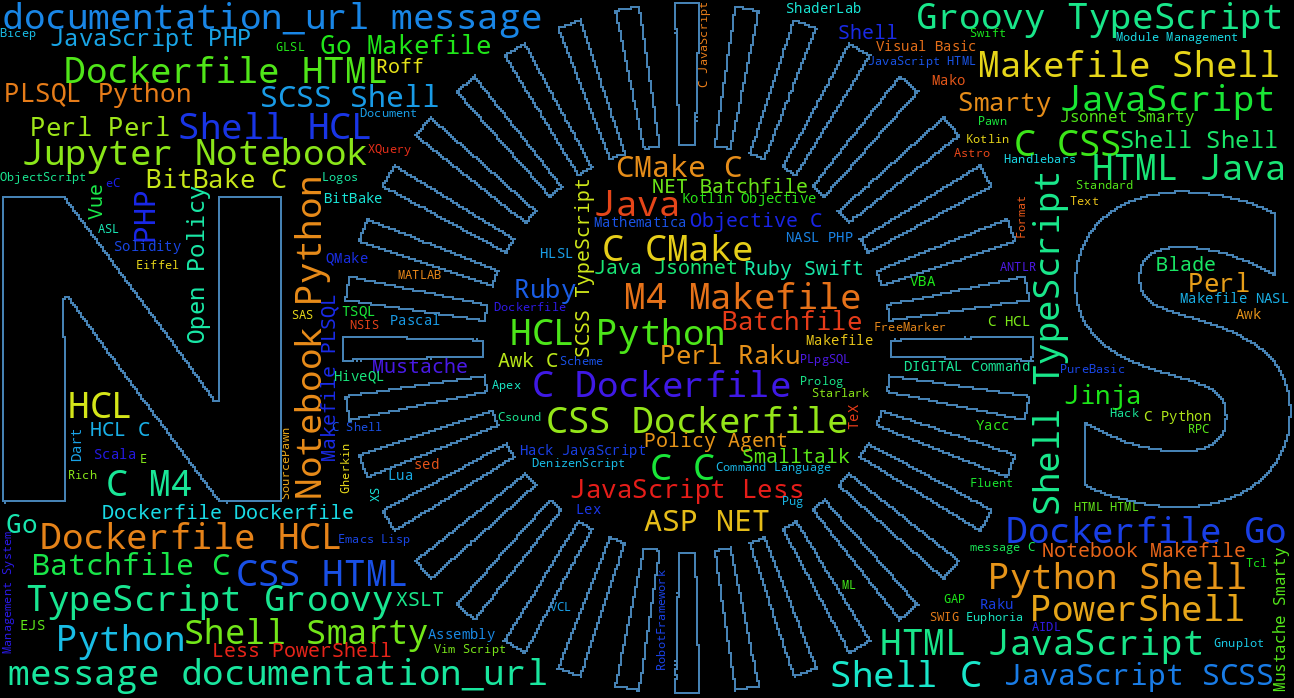 documentation_url message
Bicep
JavaScript PHP
GLSL
Go Makefile
Dockerfile HTML
Roff
PLSQL Python
SCSS Shell
Document
Perl Perl
Shell HCL
Jupyter Notebook
XQuery
ObjectScript
Vue
eC
BitBake C
Logos
BitBake
PHP
ASL
Solidity
Eiffel
Open Policy
Notebook Python
QMake
MATLAB
SAS
TSQL
NSIS
Pascal
Makefile PLSQL
Mustache
HiveQL
HCL
HCL C
Dart
Scala
E
Rich
C M4
SourcePawn
Shell
Gherkin
sed
Lua
XS
Dockerfile Dockerfile
Go
Dockerfile HCL
Emacs Lisp
Batchfile C
CSS HTML
Management System
TypeScript Groovy
XSLT
EJS
Python
Shell Smarty
Less PowerShell
Assembly
Vim Script
message documentation_url
C JavaScript
ShaderLab
CMake C
NET Batchfile
Java
Kotlin Objective
Mathematica
Objective C
NASL PHP
C CMake
HLSL
SCSS TypeScript
Java Jsonnet
Ruby Swift
Ruby
M4 Makefile
Dockerfile
Batchfile
HCL Python
Makefile
Perl Raku
PLpgSQL
Awk C
Scheme
Apex
C Dockerfile
Prolog
Starlark
Csound
CSS Dockerfile
TeX
Policy Agent
Hack JavaScript
Smalltalk
DenizenScript
C C
Command Language
JavaScript Less
Pug
Lex
ASP NET
VCL
RobotFramework
ML
Shell
Visual Basic
JavaScript HTML
Mako
Groovy TypeScript
Swift
Module Management
Makefile Shell
Smarty
JavaScript
Pawn
Jsonnet Smarty
Kotlin
C CSS
Shell Shell
Astro
Handlebars
HTML Java
Standard
Text
Format
Shell TypeScript
ANTLR
VBA
C HCL
FreeMarker
DIGITAL Command
PureBasic
Blade
Perl
Makefile NASL
Awk
Jinja
Hack
C Python
RPC
Yacc
Fluent
HTML HTML
Dockerfile Go
message C
Notebook Makefile
Tcl
Python Shell
GAP
Raku
PowerShell
SWIG
Euphoria
AIDL
HTML JavaScript
Gnuplot
Mustache Smarty
Shell C
JavaScript SCSS